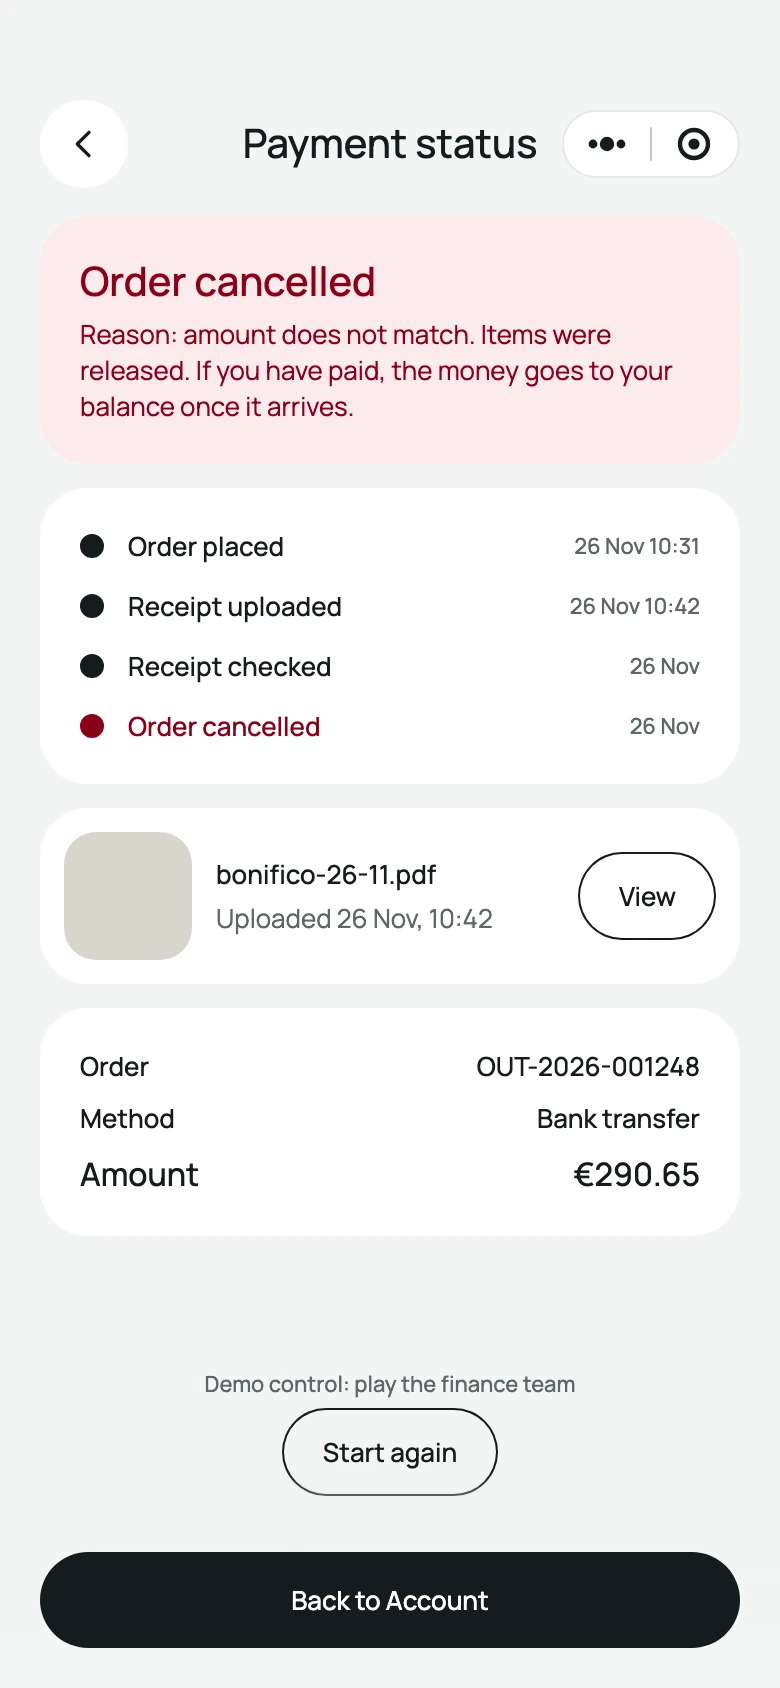 Payment status
Order cancelled
Reason: amount does not match. Items were
released. If you have paid, the money goes to your
balance once it arrives.
Order placed 26 Nov 10:31
Receipt uploaded 26 Nov 10:42
Receipt checked 26 Nov
Order cancelled 26 Nov
bonifico-26-11.pdf
Uploaded 26 Nov, 10:42
View
Order OUT-2026-001248
Method Bank transfer
Amount €290.65
Demo control: play the finance team
Start again
Back to Account